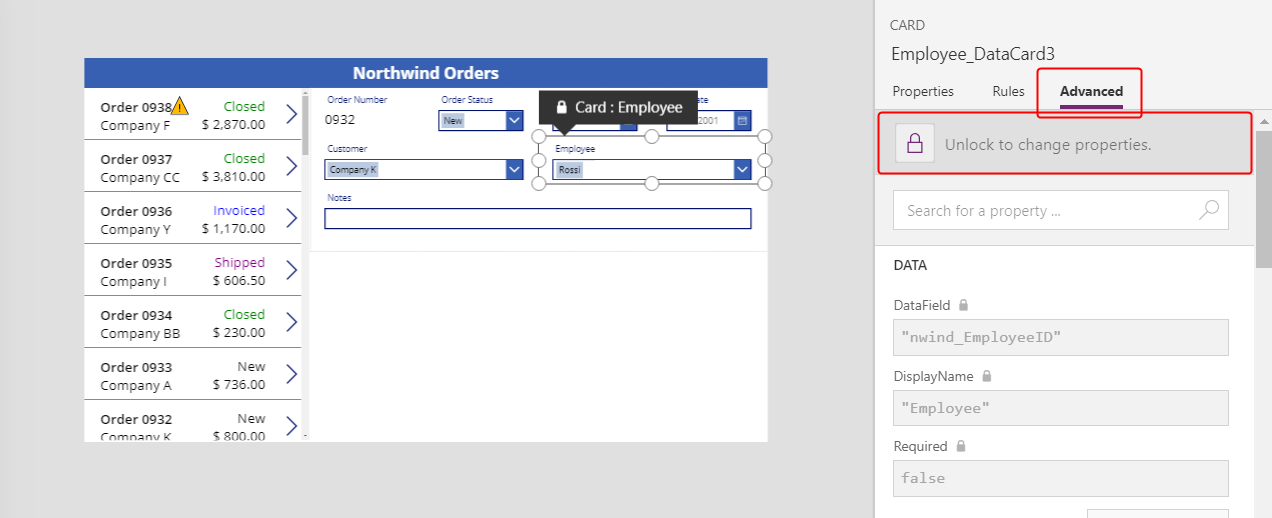 Northwind Orders
Order 0938 Closed
Company F $ 2,870.00
Order 0937 Closed
Company CC $ 3,810.00
Order 0936 Invoiced
Company Y $ 1,170.00
Order 0935 Shipped
Company I $ 606.50
Order 0934 Closed
Company BB $ 230.00
Order 0933 New
Company A $ 736.00
Order 0932 New
Company K $ 800.00
Order Number Order Status
0932 New 2001
Card : Employee
Customer Employee
Company K Rossi
Notes
CARD
Employee_DataCard3
Properties Rules Advanced
Unlock to change properties.
Search for a property ...
DATA
DataField
"nwind_EmployeeID"
DisplayName
"Employee"
Required
false